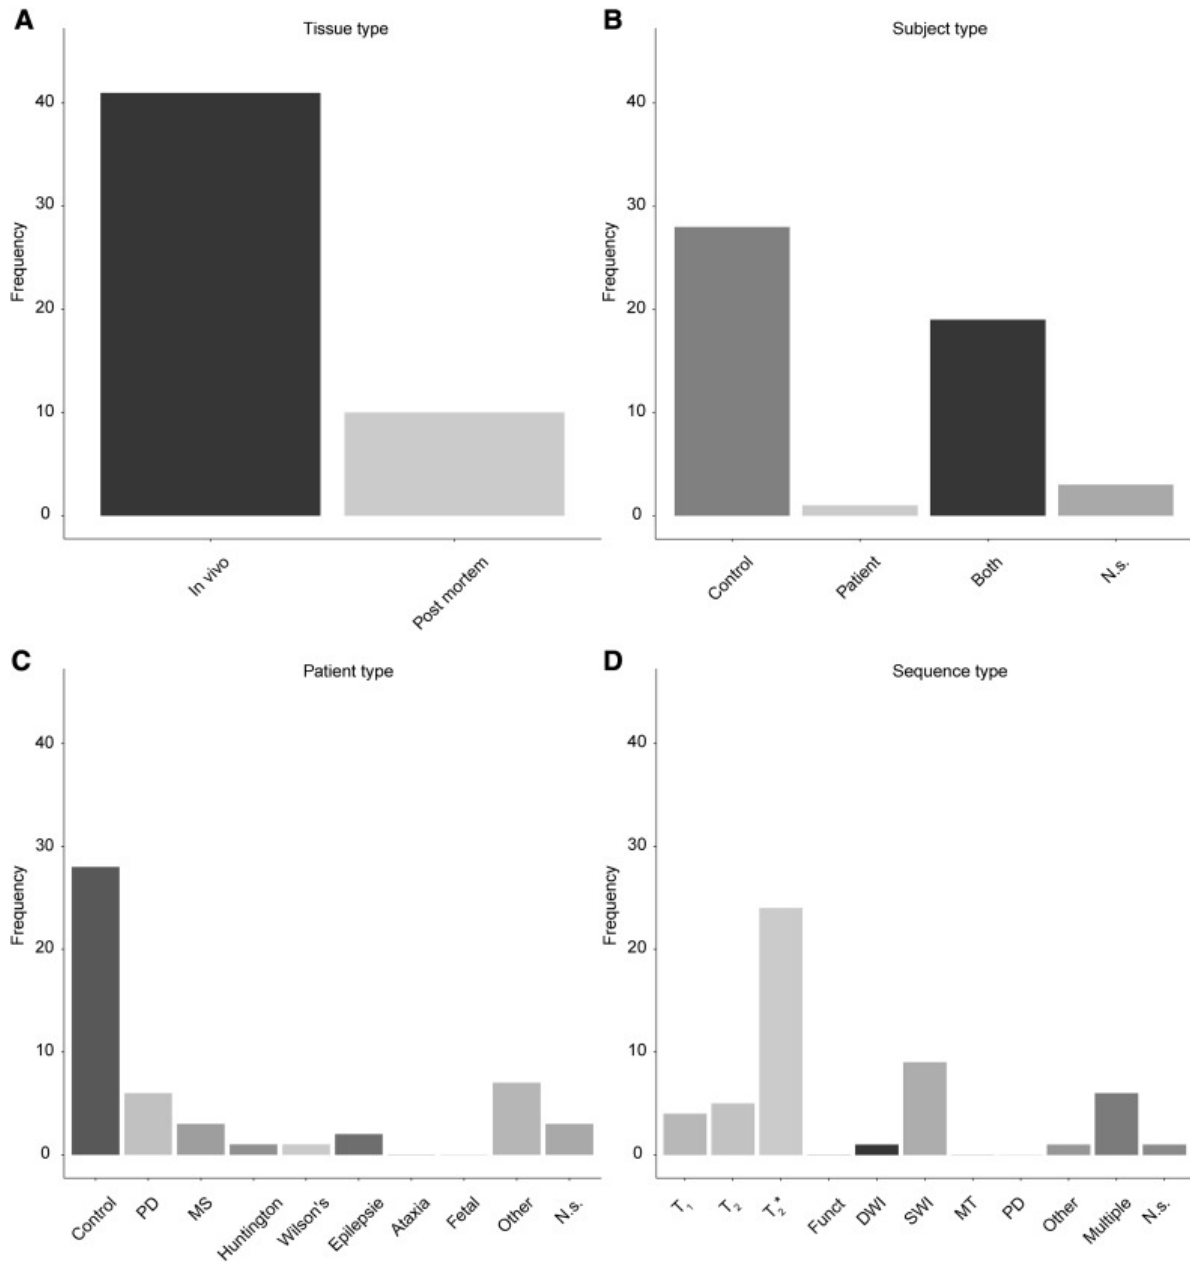 A
Tissue type
Frequency
40
30
20
10
0
In vivo
Post mortem
B
Subject type
Frequency
40
30
20
10
0
Control
Patient
Both
N.s.
C
Patient type
Frequency
40
30
20
10
0
Control
PD
MS
Huntington
Wilson's
Epilepsie
Ataxia
Fetal
Other
N.s.
D
Sequence type
Frequency
40
30
20
10
0
T₁
T₂
T₂*
Funct
DWI
SWI
MT
PD
Other
Multiple
N.s.